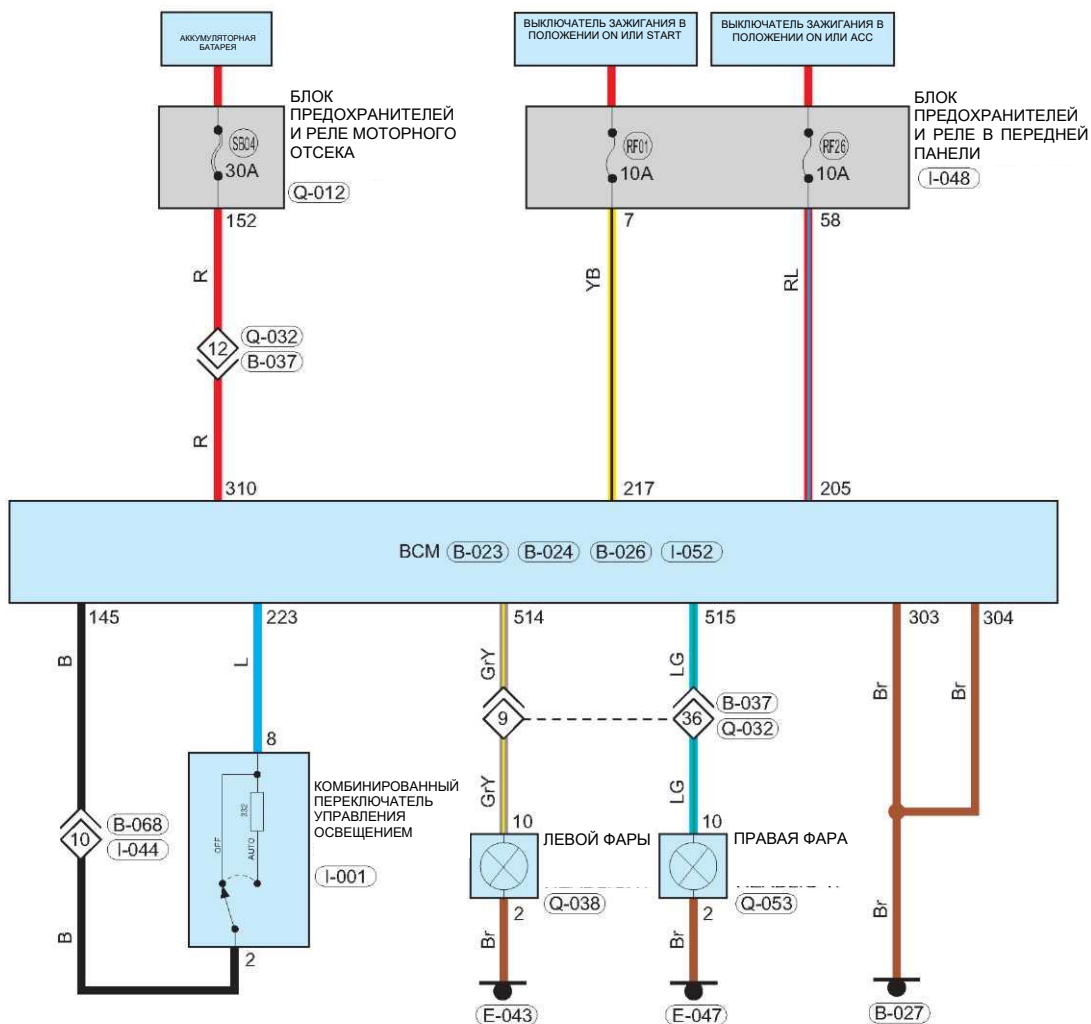 АККУМУЛЯТОРНАЯ
БАТАРЕЯ
ВЫКЛЮЧАТЕЛЬ ЗАЖИГАНИЯ В
ПОЛОЖЕНИИ ON ИЛИ START
ВЫКЛЮЧАТЕЛЬ ЗАЖИГАНИЯ В
ПОЛОЖЕНИИ ON ИЛИ ACC
БЛОК
ПРЕДОХРАНИТЕЛЕЙ
И РЕЛЕ МОТОРНОГО
ОТСЕКА
SB04
30A
Q-012
RF01
10A
RF26
10A
БЛОК
ПРЕДОХРАНИТЕЛЕЙ
И РЕЛЕ В ПЕРЕДНЕЙ
ПАНЕЛИ
I-048
152
7
58
R
YB
RL
12
Q-032
B-037
R
310
217
205
BCM B-023 B-024 B-026 I-052
145
223
514
515
303
304
B
L
GrY
LG
Br
Br
9
36
B-037
Q-032
8
10
B-068
I-044
332
OFF
AUTO
КОМБИНИРОВАННЫЙ
ПЕРЕКЛЮЧАТЕЛЬ
УПРАВЛЕНИЯ
ОСВЕЩЕНИЕМ
I-001
GrY
LG
10
ЛЕВОЙ ФАРЫ
10
ПРАВАЯ ФАРА
Q-038
Q-053
B
2
2
2
Br
Br
Br
E-043
E-047
B-027